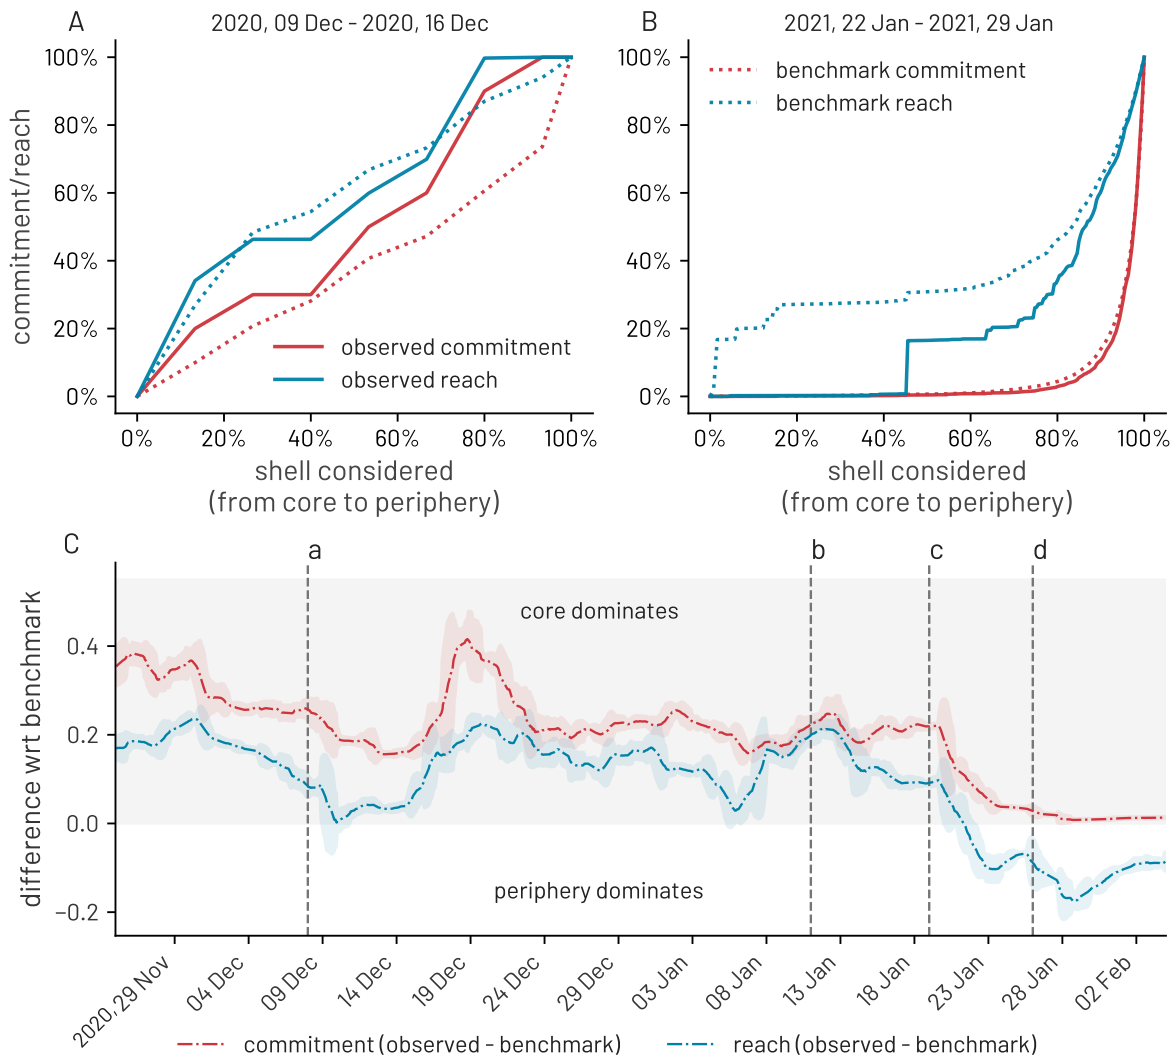 A
2020, 09 Dec - 2020, 16 Dec
commitment/reach
100%
80%
60%
40%
20%
0%
observed commitment
observed reach
0%
20%
40%
60%
80%
100%
shell considered
(from core to periphery)
B
2021, 22 Jan - 2021, 29 Jan
100%
80%
60%
40%
20%
0%
benchmark commitment
benchmark reach
0%
20%
40%
60%
80%
100%
shell considered
(from core to periphery)
C
a
b
c
d
difference wrt benchmark
0.4
0.2
0.0
−0.2
core dominates
periphery dominates
2020, 29 Nov
04 Dec
09 Dec
14 Dec
19 Dec
24 Dec
29 Dec
03 Jan
08 Jan
13 Jan
18 Jan
23 Jan
28 Jan
02 Feb
commitment (observed - benchmark)
reach (observed - benchmark)